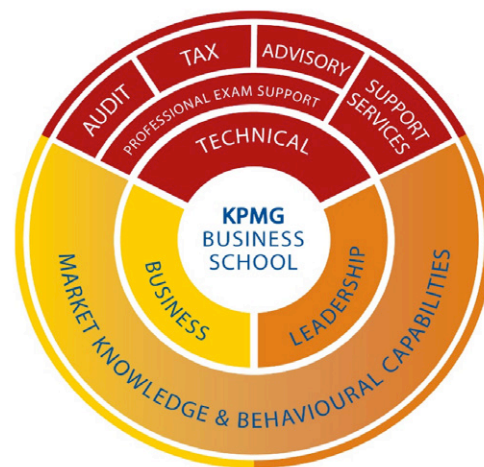 AUDIT
TAX
ADVISORY
SUPPORT
SERVICES
PROFESSIONAL EXAM SUPPORT
TECHNICAL
KPMG
BUSINESS
SCHOOL
BUSINESS
LEADERSHIP
MARKET KNOWLEDGE & BEHAVIOURAL CAPABILITIES